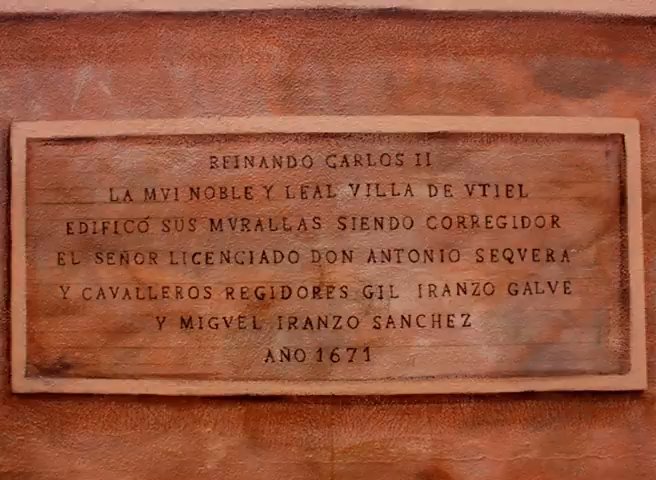 REINANDO CARLOS II
LA MVI NOBLE Y LEAL VILLA DE VTIEL
EDIFICÓ SUS MVRALLAS SIENDO CORREGIDOR
EL SEÑOR LICENCIADO DON ANTONIO SEQVERA
Y CAVALLEROS REGIDORES GIL IRANZO GALVE
Y MIGVEL IRANZO SANCHEZ
AÑO 1671